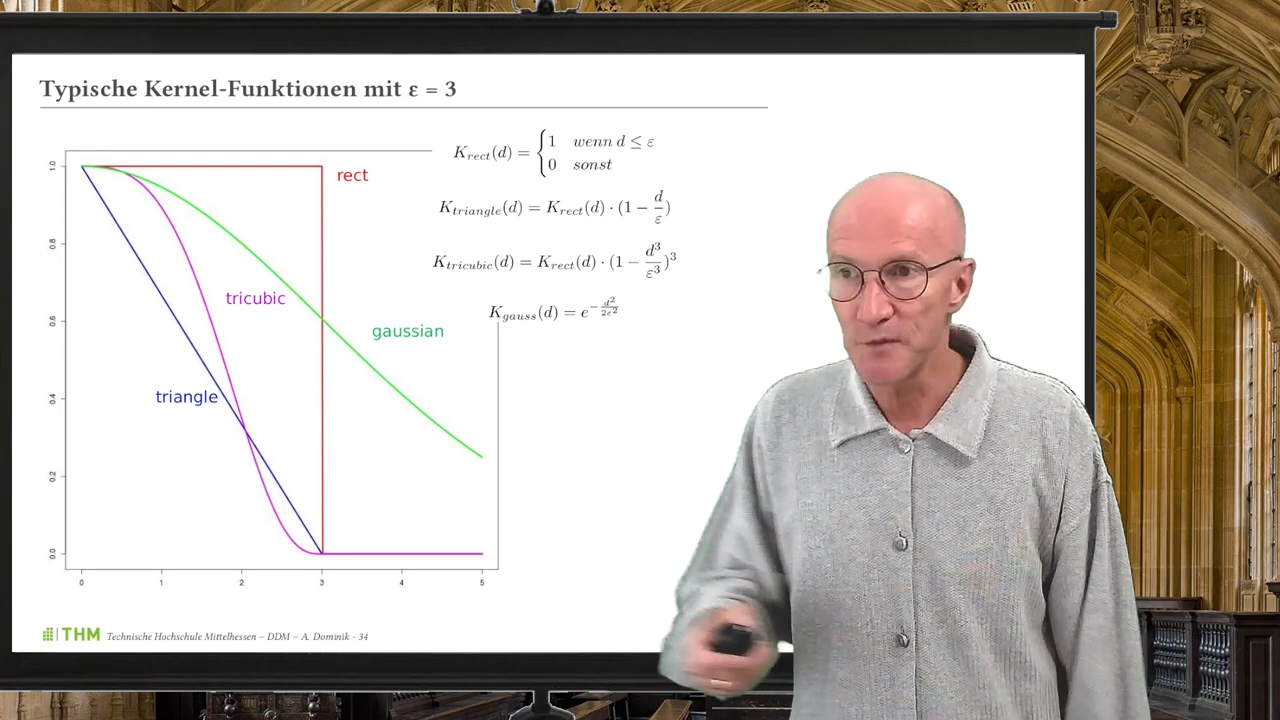 Typische Kernel-Funktionen mit ε = 3
K_rect(d) = { 1 wenn d ≤ ε
0 sonst
K_triangle(d) = K_rect(d) · (1 − d/ε)
K_tricubic(d) = K_rect(d) · (1 − d³/ε³)³
K_gauss(d) = e^(−d²/2ε²)
1.0
0.8
0.6
0.4
0.2
0.0
rect
tricubic
gaussian
triangle
0 1 2 3 4 5
THM Technische Hochschule Mittelhessen – DDM – A. Dominik - 34